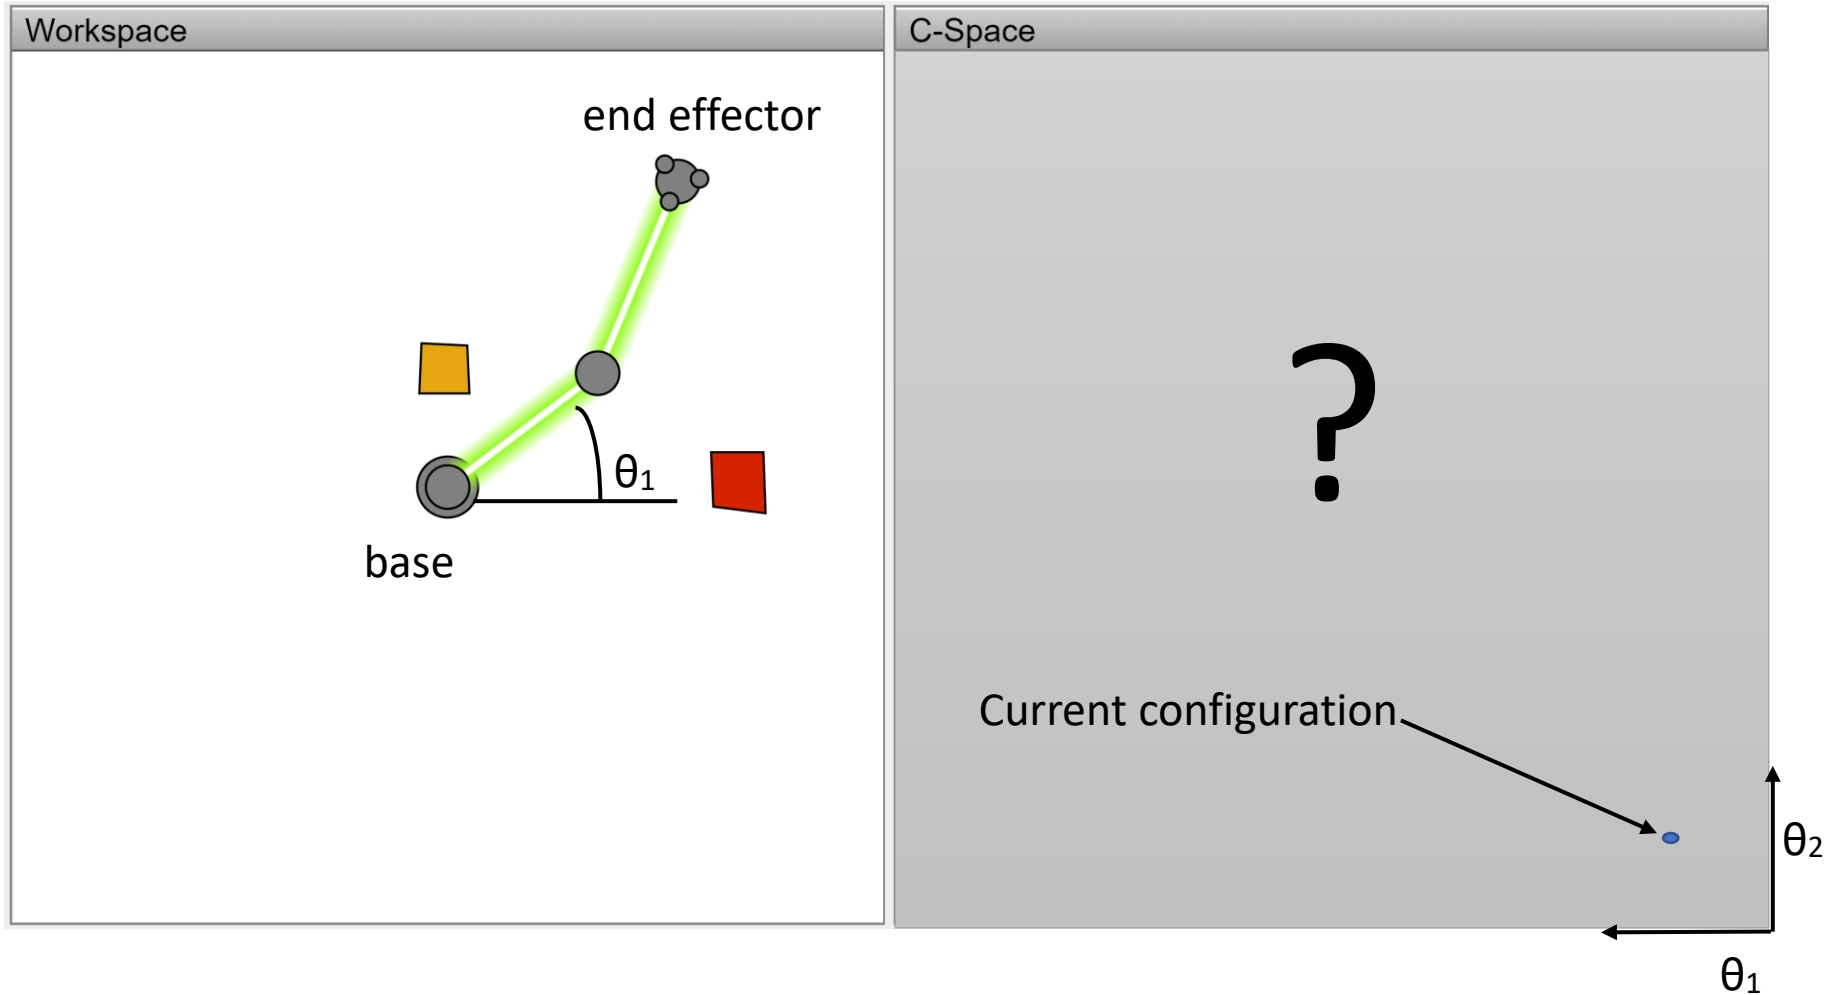 Workspace
C-Space
end effector
?
θ1
base
Current configuration
θ2
θ1